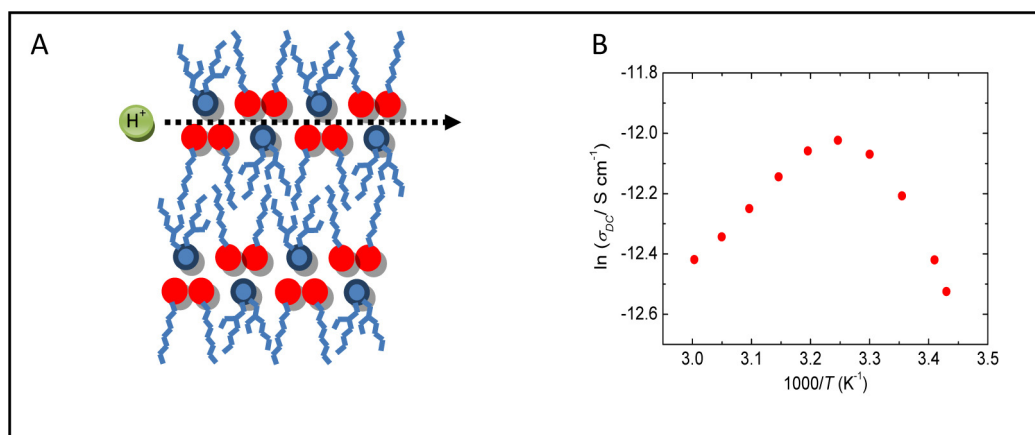 A
H⁺
B
ln (σDC/ S cm⁻¹)
-11.8
-12.0
-12.2
-12.4
-12.6
3.0 3.1 3.2 3.3 3.4 3.5
1000/T (K⁻¹)